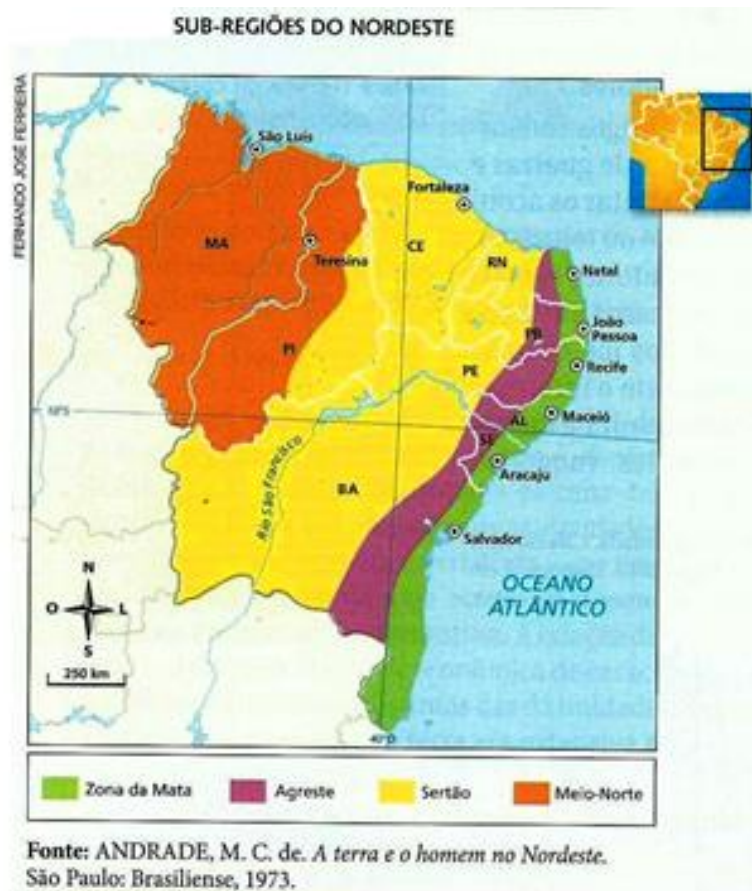 SUB-REGIÕES DO NORDESTE
FERNANDO JOSÉ FERREIRA
São Luís
Fortaleza
MA
Teresina
CE
RN
Natal
PI
PB
João
Pessoa
PE
Recife
10°S
AL
Maceió
SE
Aracaju
BA
Rio São Francisco
Salvador
N
O L
S
OCEANO
ATLÂNTICO
250 km
40°O
Zona da Mata Agreste Sertão Meio-Norte
Fonte: ANDRADE, M. C. de. A terra e o homem no Nordeste.
São Paulo: Brasiliense, 1973.